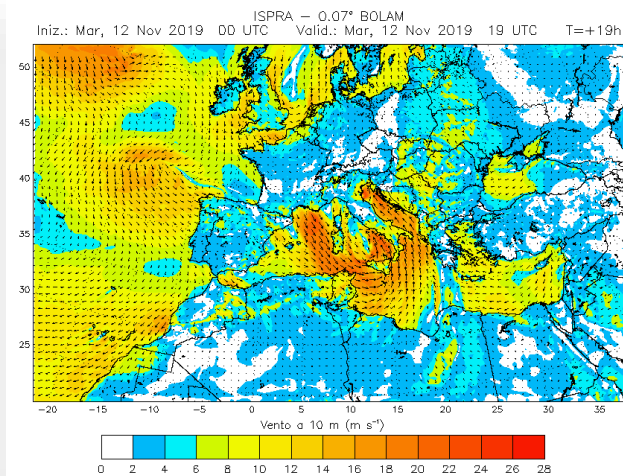 ISPRA − 0.07° BOLAM
Iniz.: Mar, 12 Nov 2019 00 UTC Valid.: Mar, 12 Nov 2019 19 UTC T=+19h
50
45
40
35
30
25
−20 −15 −10 −5 0 5 10 15 20 25 30 35
Vento a 10 m (m s⁻¹)
0 2 4 6 8 10 12 14 16 18 20 22 24 26 28